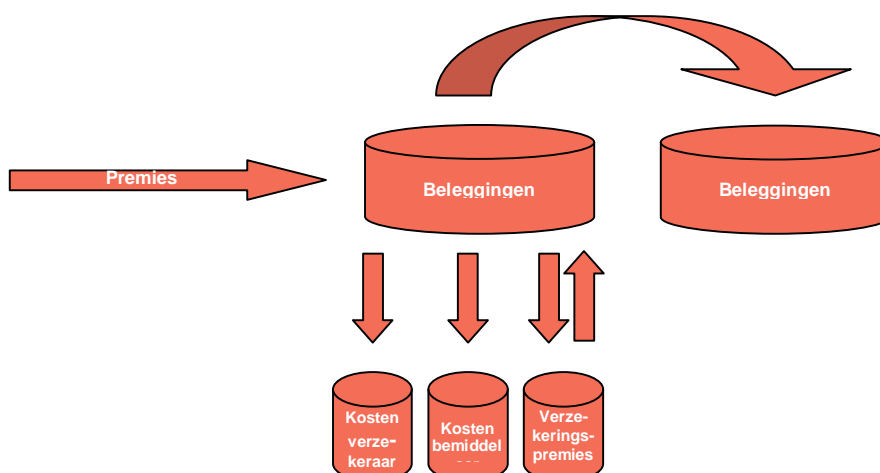 Premies
Beleggingen
Beleggingen
Kosten
verze-
keraar
Kosten
bemiddel
Verze-
kerings-
premies